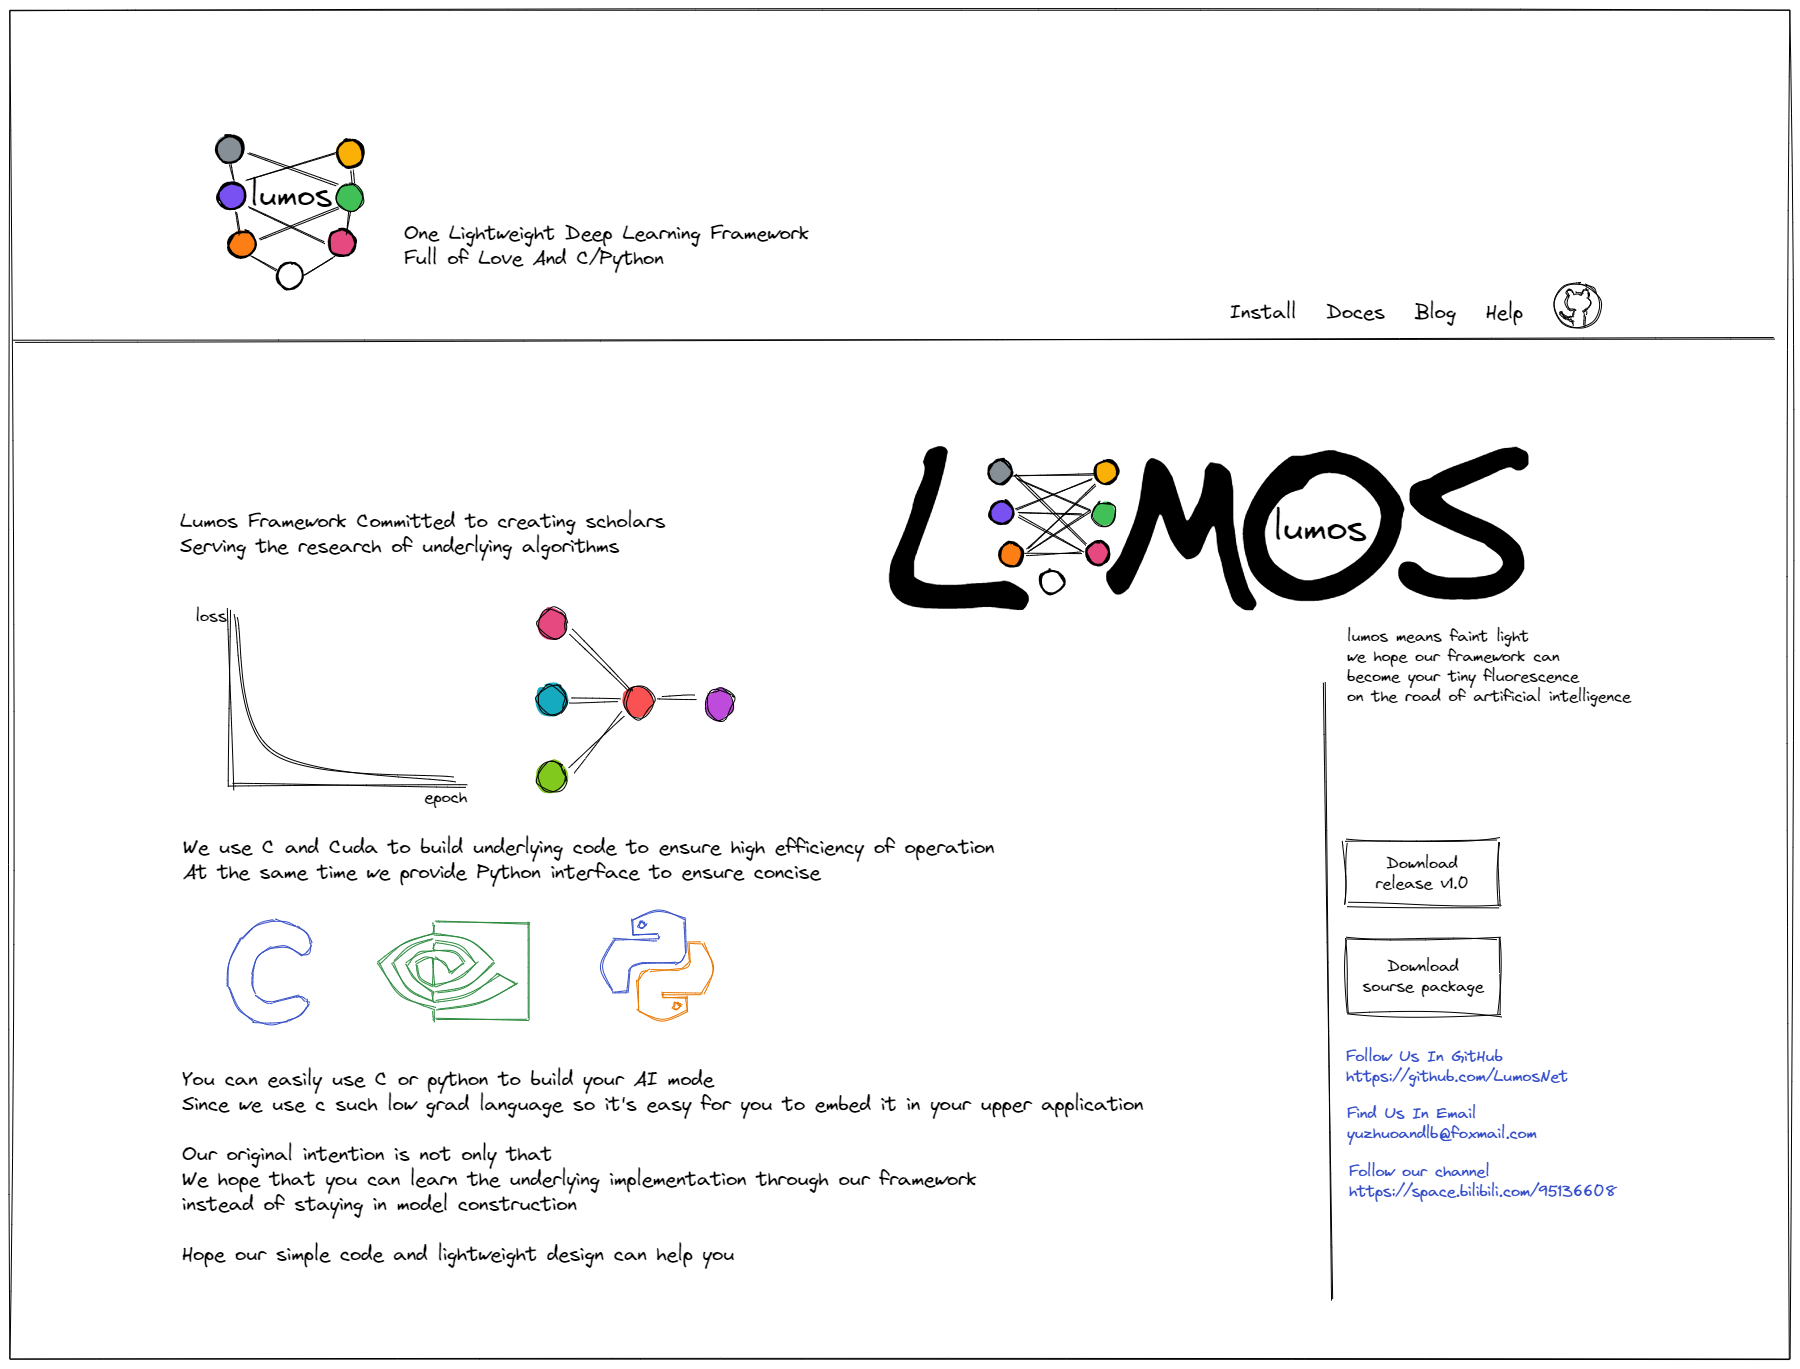 lumos
One Lightweight Deep Learning Framework
Full of Love And C/Python
Install Doces Blog Help
LMOS
lumos
Lumos Framework Committed to creating scholars
Serving the research of underlying algorithms
loss
epoch
We use C and Cuda to build underlying code to ensure high efficiency of operation
At the same time we provide Python interface to ensure concise
C
You can easily use C or python to build your AI mode
Since we use c such low grad language so it's easy for you to embed it in your upper application
Our original intention is not only that
We hope that you can learn the underlying implementation through our framework
instead of staying in model construction
Hope our simple code and lightweight design can help you
lumos means faint light
we hope our framework can
become your tiny fluorescence
on the road of artificial intelligence
Download
release v1.0
Download
sourse package
Follow Us In GitHub
https://github.com/LumosNet
Find Us In Email
yuzhuoandlb@foxmail.com
Follow our channel
https://space.bilibili.com/95136608